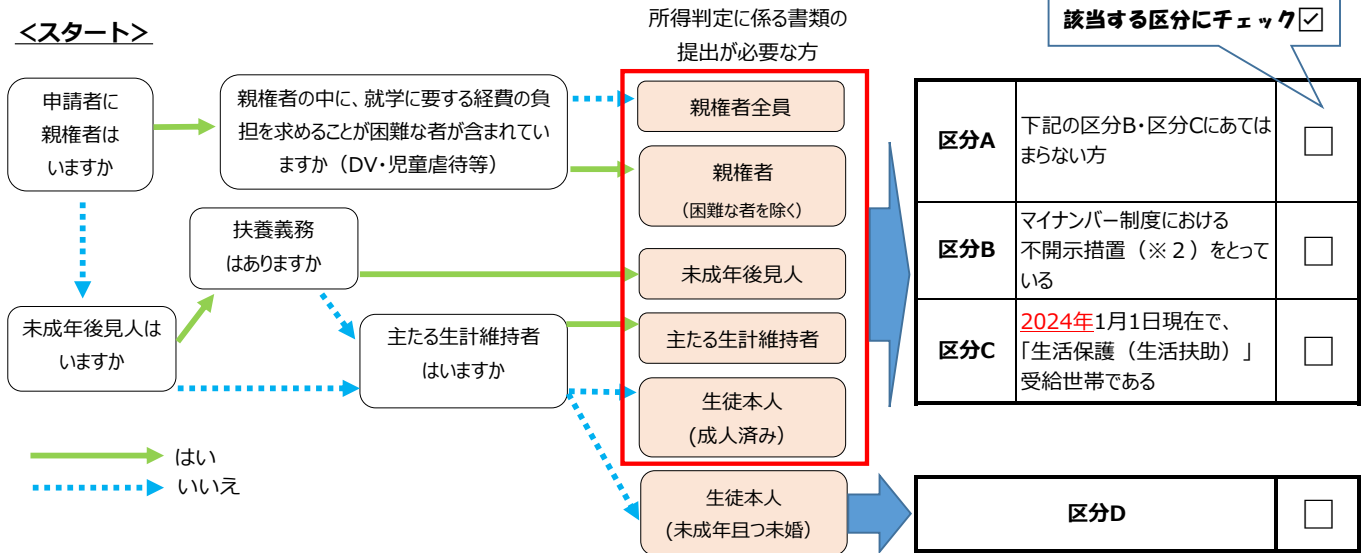 ＜スタート＞
申請者に
親権者は
いますか
親権者の中に、就学に要する経費の負
担を求めることが困難な者が含まれてい
ますか（DV・児童虐待等）
扶養義務
はありますか
未成年後見人は
いますか
主たる生計維持者
はいますか
はい
いいえ
所得判定に係る書類の
提出が必要な方
親権者全員
親権者
（困難な者を除く）
未成年後見人
主たる生計維持者
生徒本人
(成人済み）
生徒本人
(未成年且つ未婚）
該当する区分にチェック☑
区分A
下記の区分B・区分Cにあては
まらない方
□
区分B
マイナンバー制度における
不開示措置（※２）をとって
いる
□
区分C
2024年1月1日現在で、
「生活保護（生活扶助）」
受給世帯である
□
区分D
□